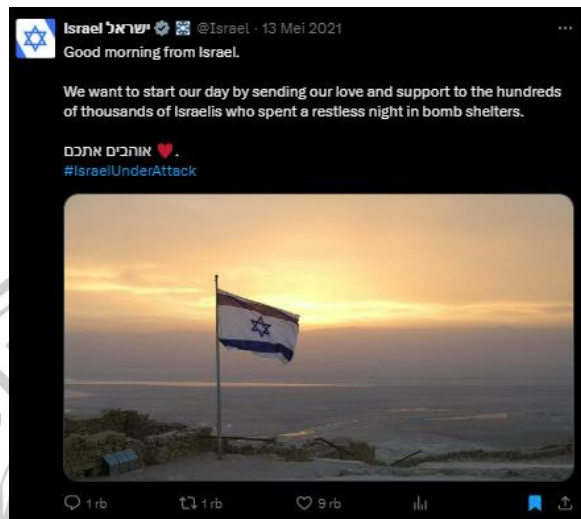 Israel ישראל @Israel · 13 Mei 2021
Good morning from Israel.
We want to start our day by sending our love and support to the hundreds
of thousands of Israelis who spent a restless night in bomb shelters.
אוהבים אתכם ♥️.
#IsraelUnderAttack
1 rb 1 rb 9 rb